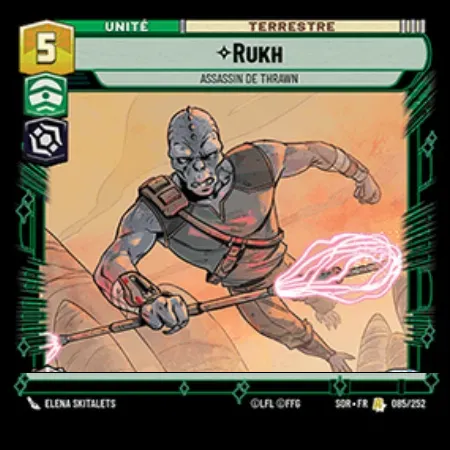 5
UNITÉ
TERRESTRE
RUKH
ASSASSIN DE THRAWN
ELENA SKITALETS
©LFL ©FFG
SOR • FR
085/252